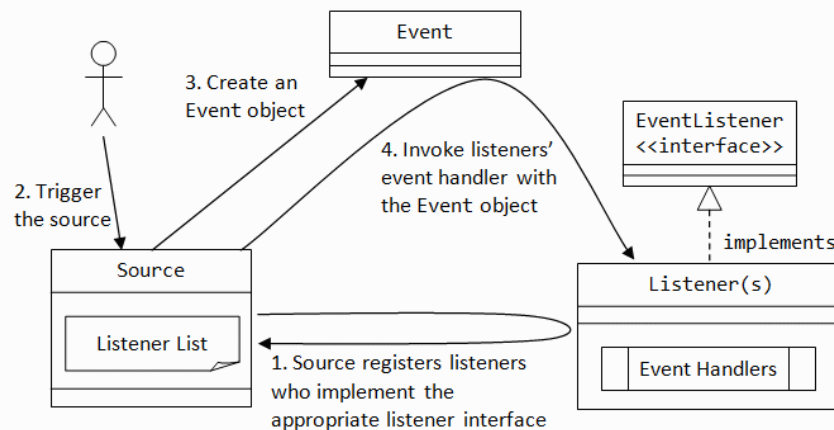 Event
3. Create an
Event object
EventListener
<<interface>>
4. Invoke listeners’
event handler with
the Event object
2. Trigger
the source
implements
Source
Listener(s)
Listener List
Event Handlers
1. Source registers listeners
who implement the
appropriate listener interface